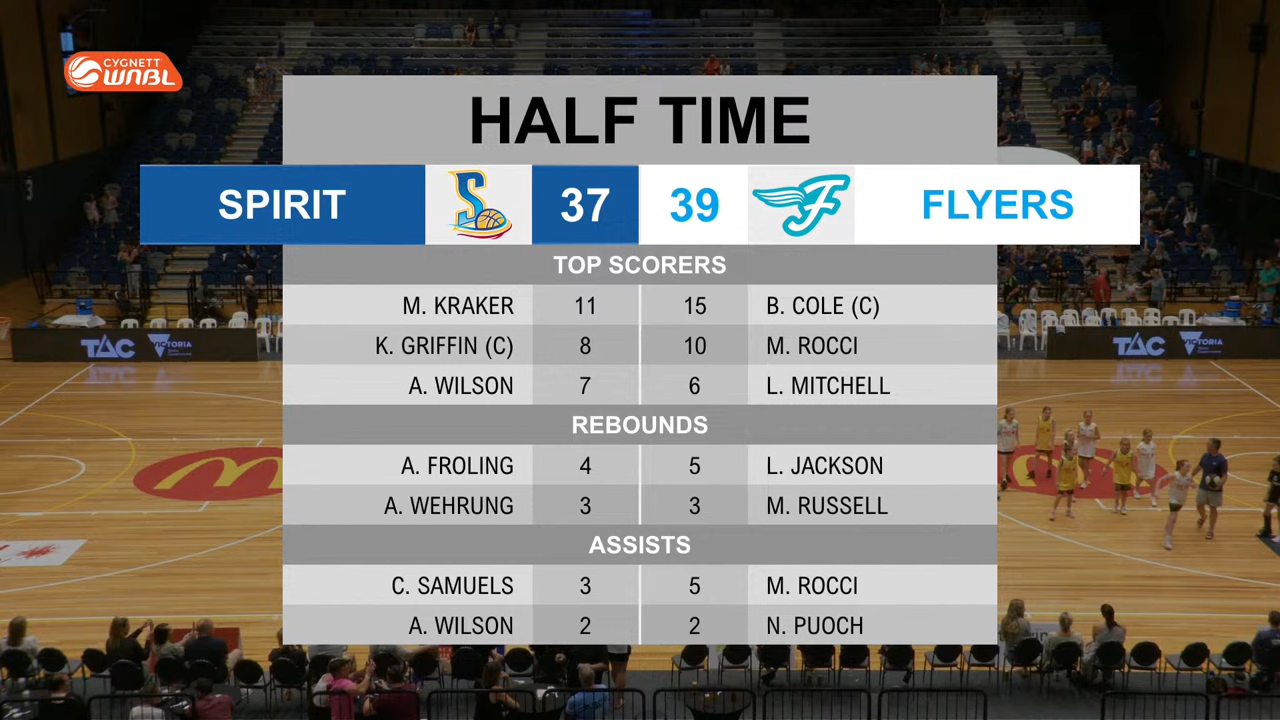 CYGNETT
WNBL
HALF TIME
SPIRIT S 37 39 F FLYERS
TOP SCORERS
M. KRAKER 11 15 B. COLE (C)
K. GRIFFIN (C) 8 10 M. ROCCI
A. WILSON 7 6 L. MITCHELL
REBOUNDS
A. FROLING 4 5 L. JACKSON
A. WEHRUNG 3 3 M. RUSSELL
ASSISTS
C. SAMUELS 3 5 M. ROCCI
A. WILSON 2 2 N. PUOCH
TAC VICTORIA
TAC VICTORIA